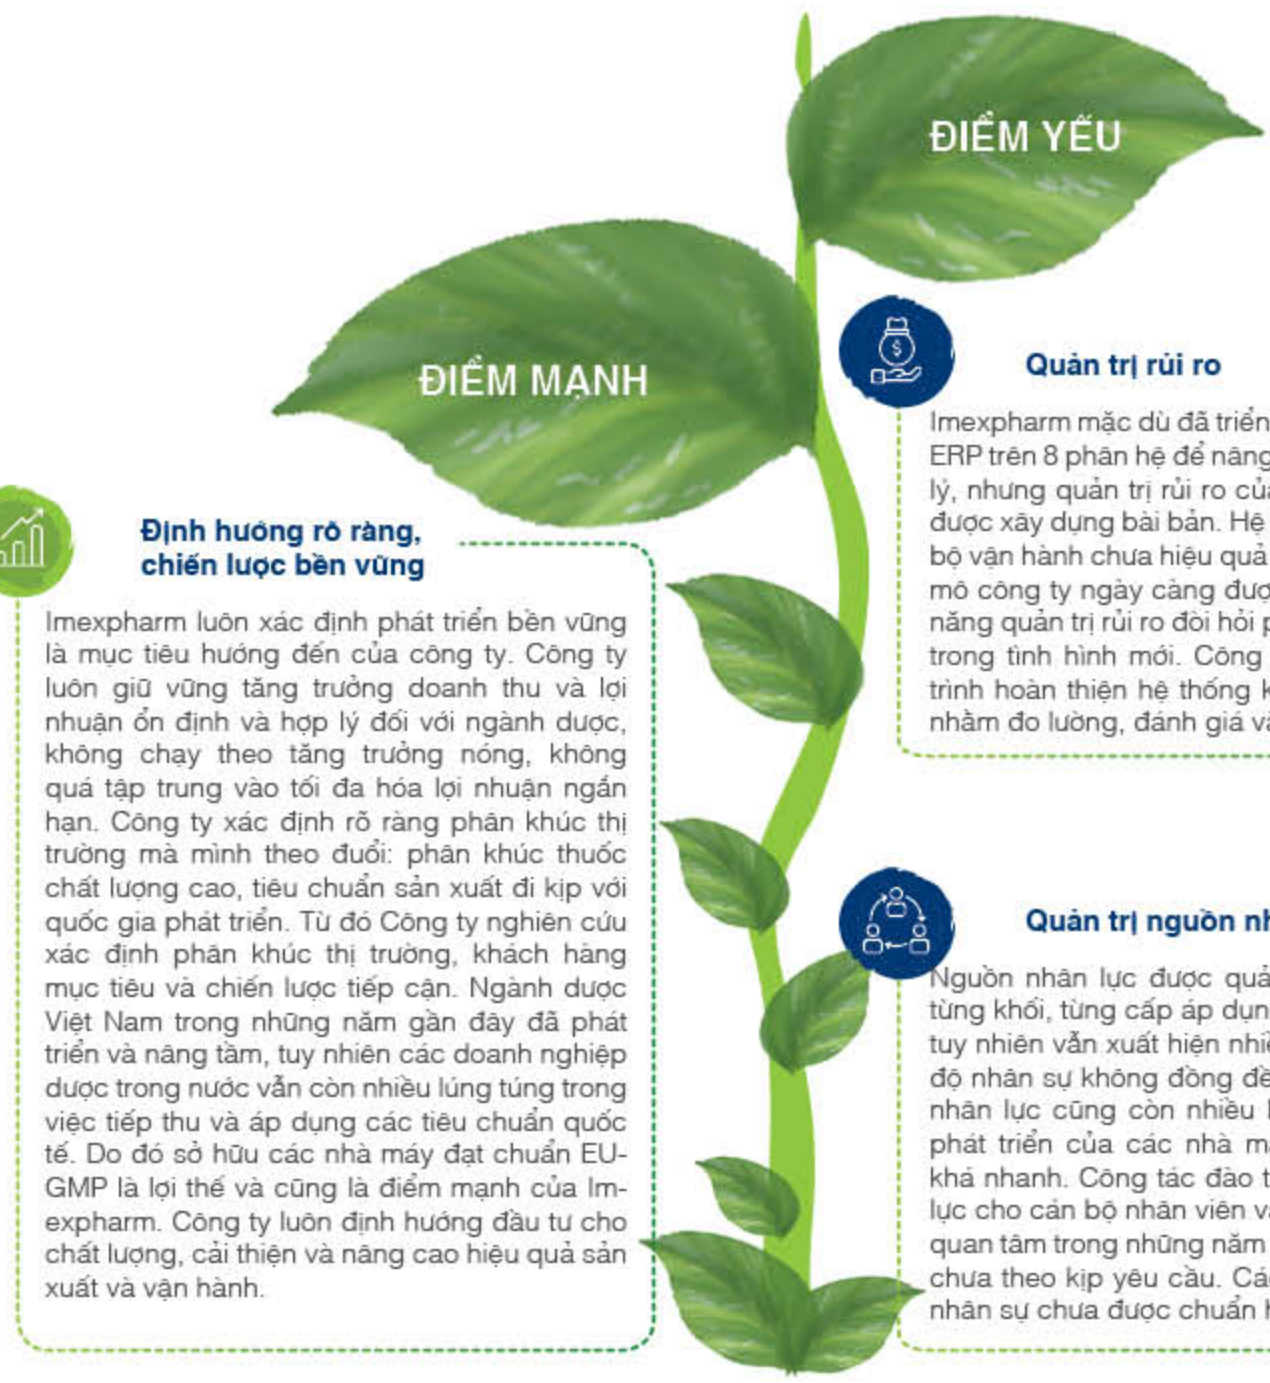 ĐIỂM YẾU
ĐIỂM MẠNH
Định hướng rõ ràng,
chiến lược bền vững
Imexpharm luôn xác định phát triển bền vững
là mục tiêu hướng đến của công ty. Công ty
luôn giữ vững tăng trưởng doanh thu và lợi
nhuận ổn định và hợp lý đối với ngành dược,
không chạy theo tăng trưởng nóng, không
quá tập trung vào tối đa hóa lợi nhuận ngắn
hạn. Công ty xác định rõ ràng phân khúc thị
trường mà mình theo đuổi: phân khúc thuốc
chất lượng cao, tiêu chuẩn sản xuất đi kịp với
quốc gia phát triển. Từ đó Công ty nghiên cứu
xác định phân khúc thị trường, khách hàng
mục tiêu và chiến lược tiếp cận. Ngành dược
Việt Nam trong những năm gần đây đã phát
triển và nâng tầm, tuy nhiên các doanh nghiệp
dược trong nước vẫn còn nhiều lúng túng trong
việc tiếp thu và áp dụng các tiêu chuẩn quốc
tế. Do đó sở hữu các nhà máy đạt chuẩn EU-
GMP là lợi thế và cũng là điểm mạnh của Im-
expharm. Công ty luôn định hướng đầu tư cho
chất lượng, cải thiện và nâng cao hiệu quả sản
xuất và vận hành.
Quản trị rủi ro
Imexpharm mặc dù đã triển
ERP trên 8 phân hệ để nâng
lý, nhưng quản trị rủi ro của
được xây dựng bài bản. Hệ
bộ vận hành chưa hiệu quả
mô công ty ngày càng đượ
năng quản trị rủi ro đòi hỏi p
trong tình hình mới. Công
trình hoàn thiện hệ thống k
nhằm đo lường, đánh giá và
Quản trị nguồn nh
Nguồn nhân lực được quả
từng khối, từng cấp áp dụn
tuy nhiên vẫn xuất hiện nhiề
độ nhân sự không đồng đề
nhân lực cũng còn nhiều
phát triển của các nhà má
khá nhanh. Công tác đào t
lực cho cán bộ nhân viên và
quan tâm trong những năm
chưa theo kịp yêu cầu. Các
nhân sự chưa được chuẩn h